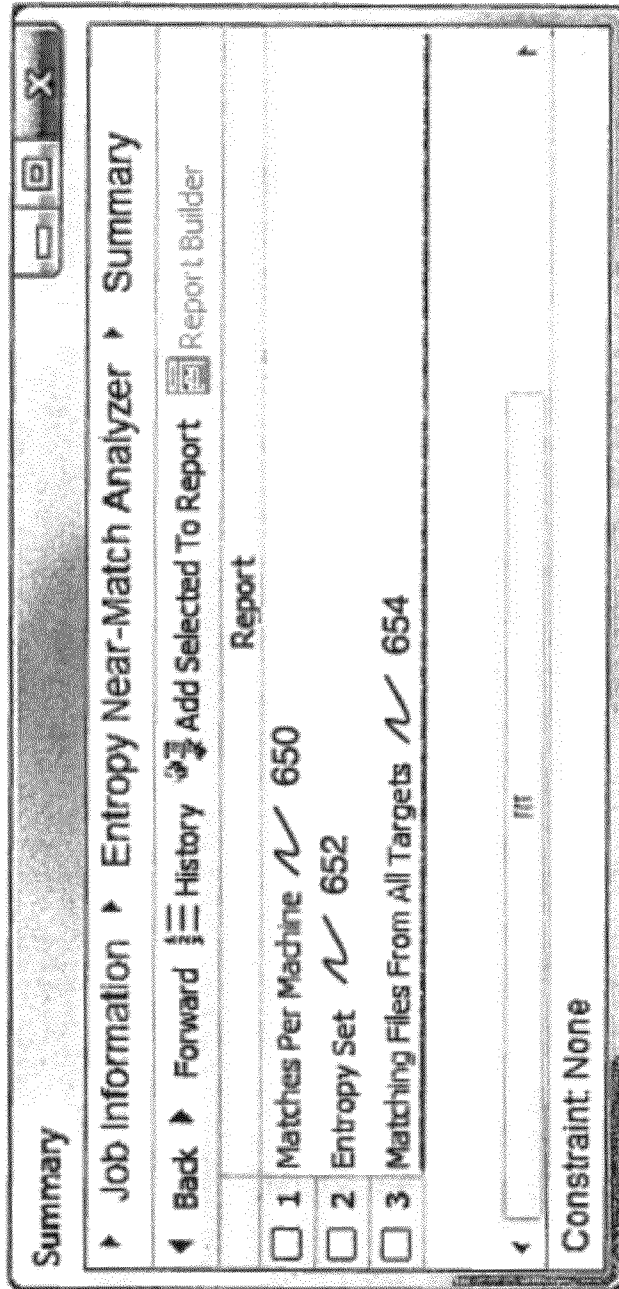 Summary
Job Information Entropy Near-Match Analyzer Summary
Back Forward History Add Selected To Report Report Builder
Report
1 Matches Per Machine 650
2 Entropy Set 652
3 Matching Files From All Targets 654
Constraint: None